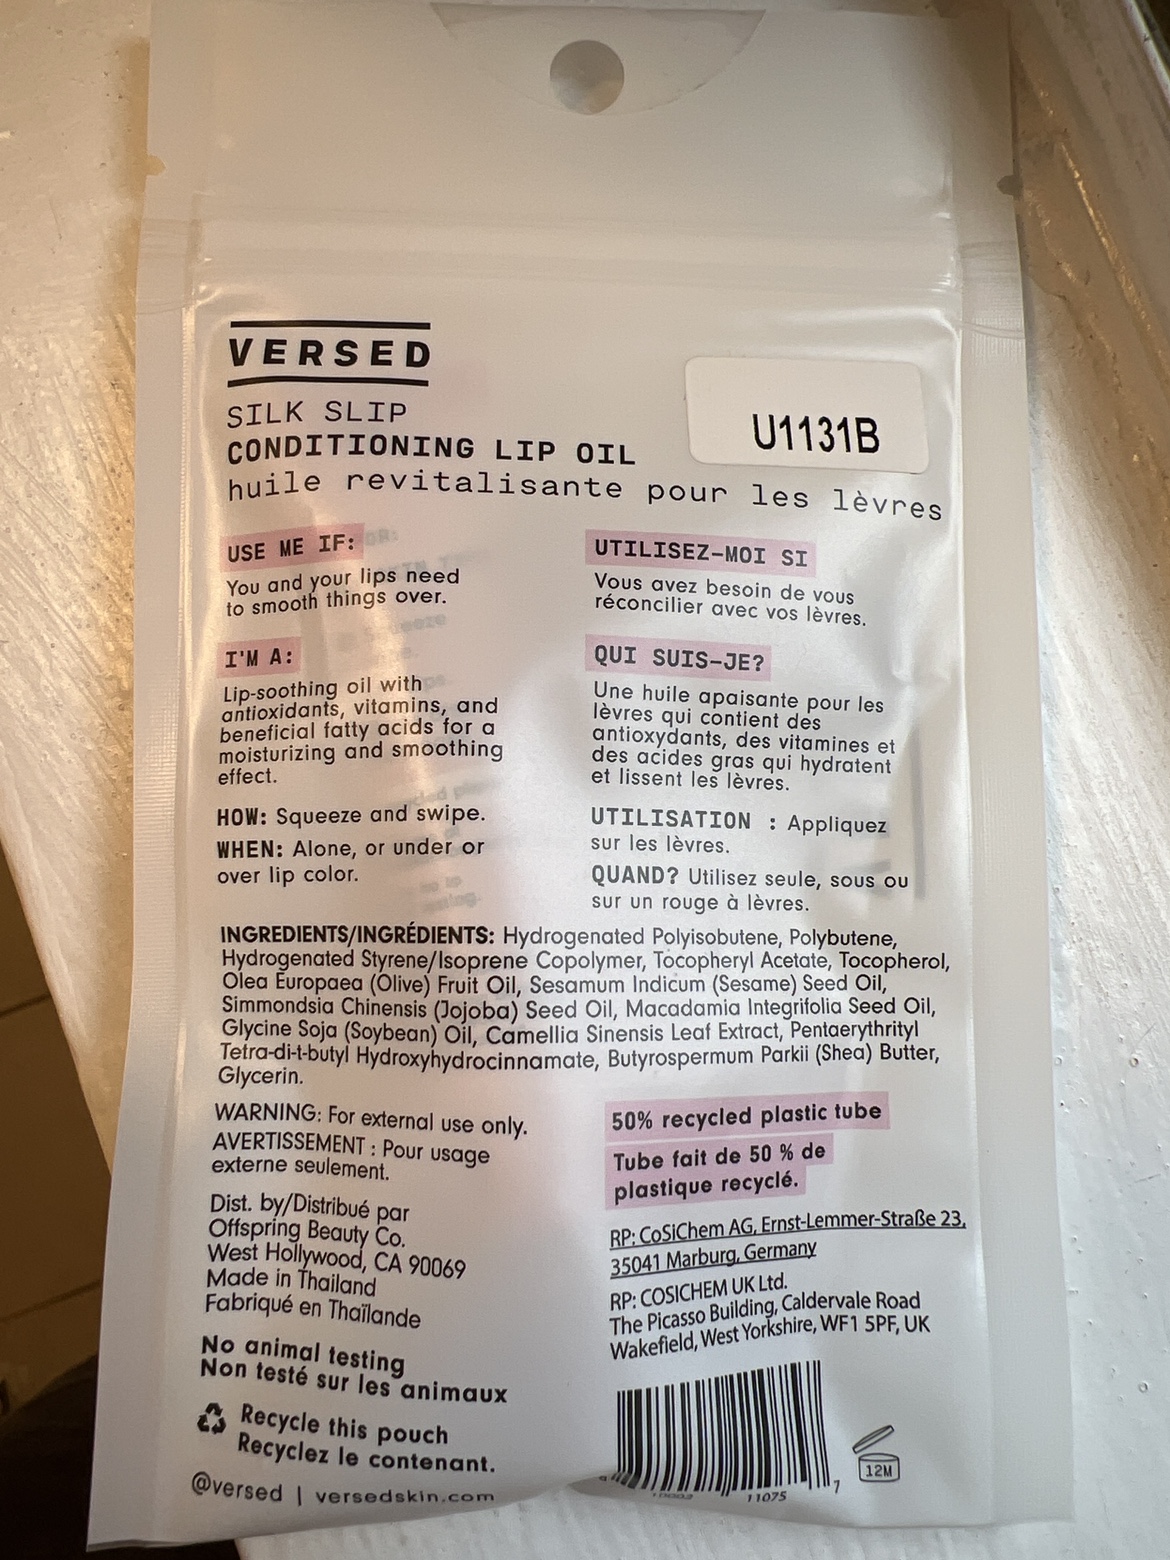 VERSED
SILK SLIP
CONDITIONING LIP OIL
huile revitalisante pour les lèvres
U1131B
USE ME IF:
You and your lips need
to smooth things over.
I'M A:
Lip-soothing oil with
antioxidants, vitamins, and
beneficial fatty acids for a
moisturizing and smoothing
effect.
HOW: Squeeze and swipe.
WHEN: Alone, or under or
over lip color.
UTILISEZ-MOI SI
Vous avez besoin de vous
réconcilier avec vos lèvres.
QUI SUIS-JE?
Une huile apaisante pour les
lèvres qui contient des
antioxydants, des vitamines et
des acides gras qui hydratent
et lissent les lèvres.
UTILISATION : Appliquez
sur les lèvres.
QUAND? Utilisez seule, sous ou
sur un rouge à lèvres.
INGREDIENTS/INGRÉDIENTS: Hydrogenated Polyisobutene, Polybutene,
Hydrogenated Styrene/Isoprene Copolymer, Tocopheryl Acetate, Tocopherol,
Olea Europaea (Olive) Fruit Oil, Sesamum Indicum (Sesame) Seed Oil,
Simmondsia Chinensis (Jojoba) Seed Oil, Macadamia Integrifolia Seed Oil,
Glycine Soja (Soybean) Oil, Camellia Sinensis Leaf Extract, Pentaerythrityl
Tetra-di-t-butyl Hydroxyhydrocinnamate, Butyrospermum Parkii (Shea) Butter,
Glycerin.
WARNING: For external use only.
AVERTISSEMENT : Pour usage
externe seulement.
Dist. by/Distribué par
Offspring Beauty Co.
West Hollywood, CA 90069
Made in Thailand
Fabriqué en Thaïlande
No animal testing
Non testé sur les animaux
Recycle this pouch
Recyclez le contenant.
@versed | versedskin.com
50% recycled plastic tube
Tube fait de 50 % de
plastique recyclé.
RP: CoSiChem AG, Ernst-Lemmer-Straße 23,
35041 Marburg, Germany
RP: COSICHEM UK Ltd.
The Picasso Building, Caldervale Road
Wakefield, West Yorkshire, WF1 5PF, UK
11075 7
12M